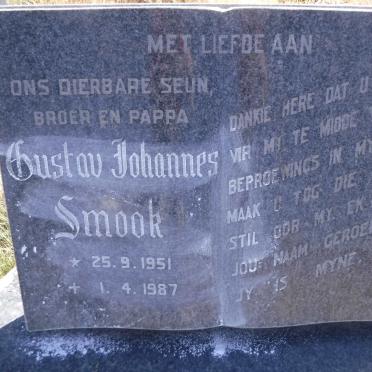 MET LIEFDE AAN
ONS DIERBARE SEUN,
BROER EN PAPPA
Gustav Johannes
Smook
* 25.9.1951
+ 1.4.1987
DANKIE HERE DAT U
VIR MY TE MIDDE
BEPROEWINGS IN MY
MAAK U TOG DIE
STIL OOR MY. EK
JOU NAAM GEROEP
JY IS MYNE.